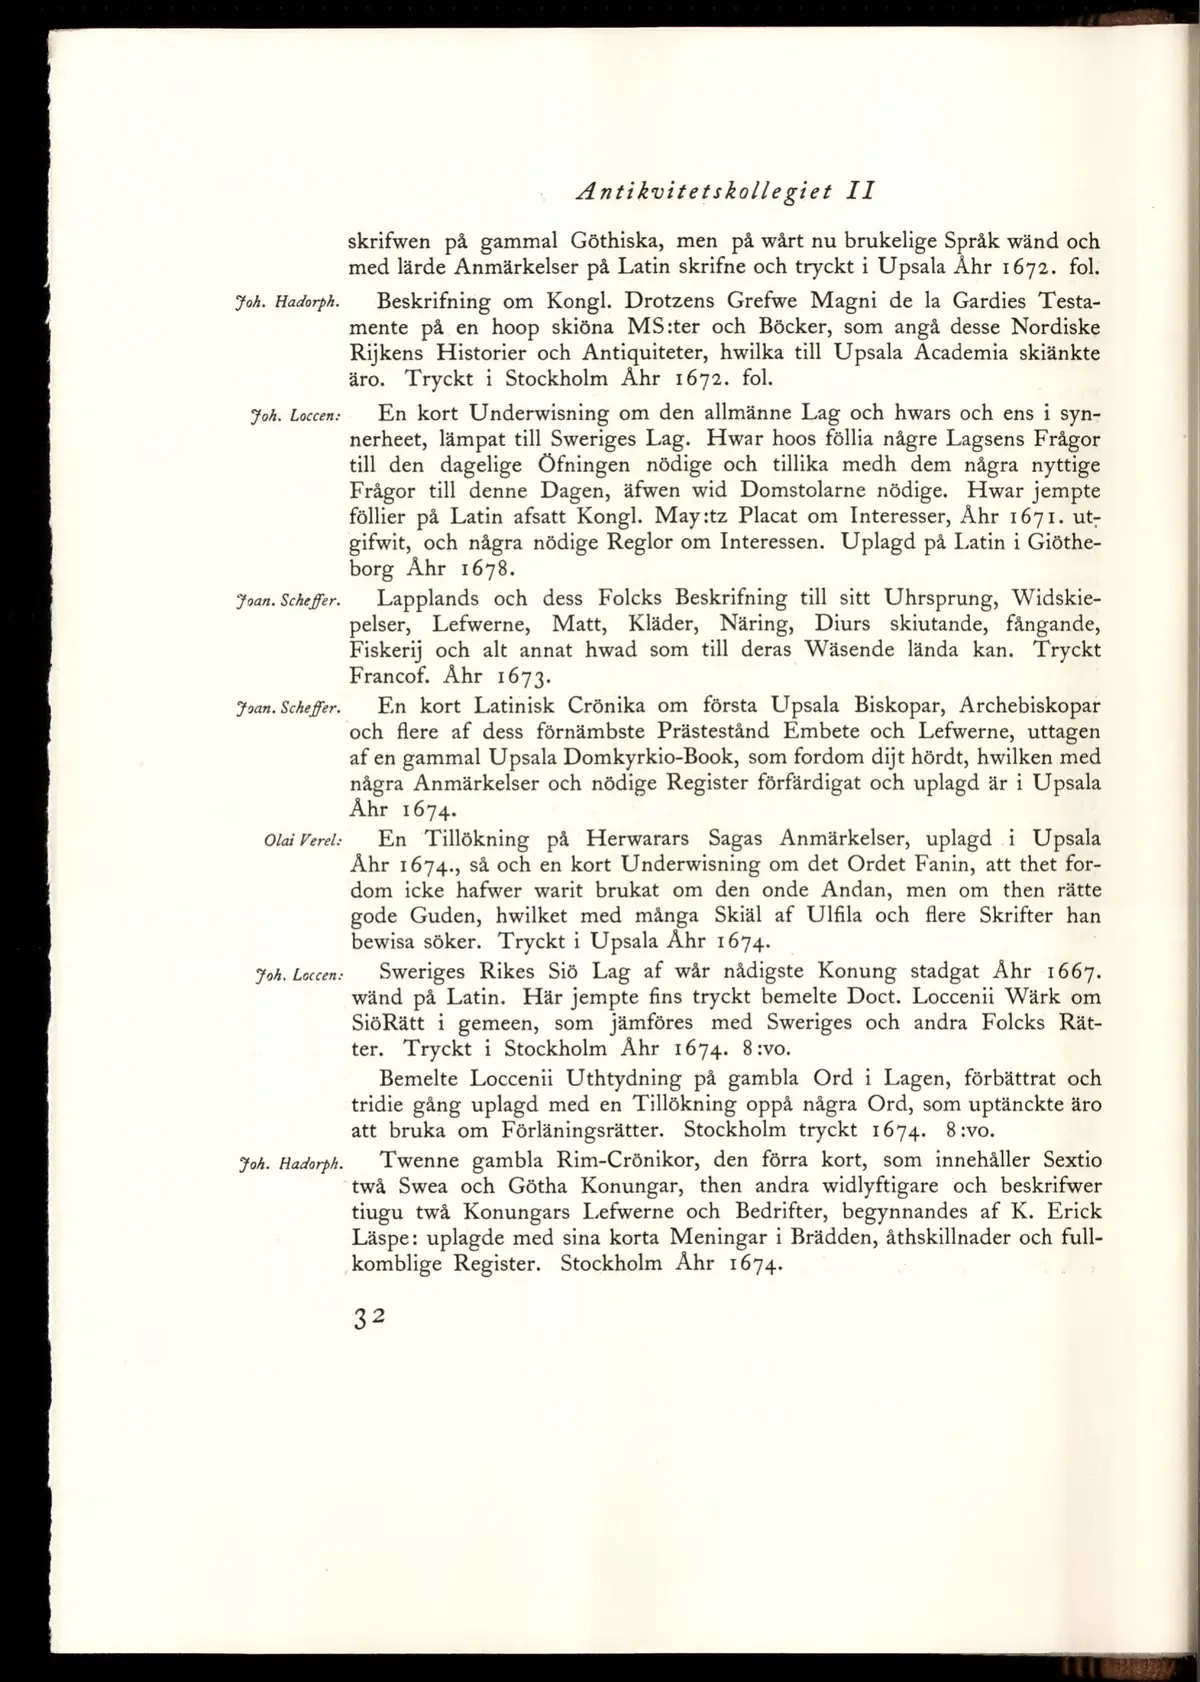 Antikvitetskollegiet II
skrifwen på gammal Göthiska, men på wårt nu brukelige Språk wänd och
med lärde Anmärkelser på Latin skrifne och tryckt i Upsala Åhr 1672. fol.
Joh. Hadorph. Beskrifning om Kongl. Drotzens Grefwe Magni de la Gardies Testa-
mente på en hoop skiöna MS:ter och Böcker, som angå desse Nordiske
Rijkens Historier och Antiquiteter, hwilka till Upsala Academia skiänkte
äro. Tryckt i Stockholm Åhr 1672. fol.
Joh. Loccen: En kort Underwisning om den allmänne Lag och hwars och ens i syn-
nerheet, lämpat till Sweriges Lag. Hwar hoos föllia någre Lagsens Frågor
till den dagelige Öfningen nödige och tillika medh dem några nyttige
Frågor till denne Dagen, äfwen wid Domstolarne nödige. Hwar jempte
föllier på Latin afsatt Kongl. May:tz Placat om Interesser, Åhr 1671. ut-
gifwit, och några nödige Reglor om Interessen. Uplagd på Latin i Giöthe-
borg Åhr 1678.
Joan. Scheffer. Lapplands och dess Folcks Beskrifning till sitt Uhrsprung, Widskie-
pelser, Lefwerne, Matt, Kläder, Näring, Diurs skiutande, fångande,
Fiskerij och alt annat hwad som till deras Wäsende lända kan. Tryckt
Francof. Åhr 1673.
Joan. Scheffer. En kort Latinisk Crönika om första Upsala Biskopar, Archebiskopar
och flere af dess förnämbste Prästestånd Embete och Lefwerne, uttagen
af en gammal Upsala Domkyrkio-Book, som fordom dijt hördt, hwilken med
några Anmärkelser och nödige Register förfärdigat och uplagd är i Upsala
Åhr 1674.
Olai Verel: En Tillökning på Herwarars Sagas Anmärkelser, uplagd i Upsala
Åhr 1674., så och en kort Underwisning om det Ordet Fanin, att thet for-
dom icke hafwer warit brukat om den onde Andan, men om then rätte
gode Guden, hwilket med många Skiäl af Ulfila och flere Skrifter han
bewisa söker. Tryckt i Upsala Åhr 1674.
Joh. Loccen: Sweriges Rikes Siö Lag af wår nådigste Konung stadgat Åhr 1667.
wänd på Latin. Här jempte fins tryckt bemelte Doct. Loccenii Wärk om
SiöRätt i gemeen, som jämföres med Sweriges och andra Folcks Rät-
ter. Tryckt i Stockholm Åhr 1674. 8:vo.
Bemelte Loccenii Uthtydning på gambla Ord i Lagen, förbättrat och
tridie gång uplagd med en Tillökning oppå några Ord, som uptänckte äro
att bruka om Förläningsrätter. Stockholm tryckt 1674. 8:vo.
Joh. Hadorph. Twenne gambla Rim-Crönikor, den förra kort, som innehåller Sextio
twå Swea och Götha Konungar, then andra widlyftigare och beskrifwer
tiugu twå Konungars Lefwerne och Bedrifter, begynnandes af K. Erick
Läspe: uplagde med sina korta Meningar i Brädden, åthskillnader och full-
komblige Register. Stockholm Åhr 1674.
32